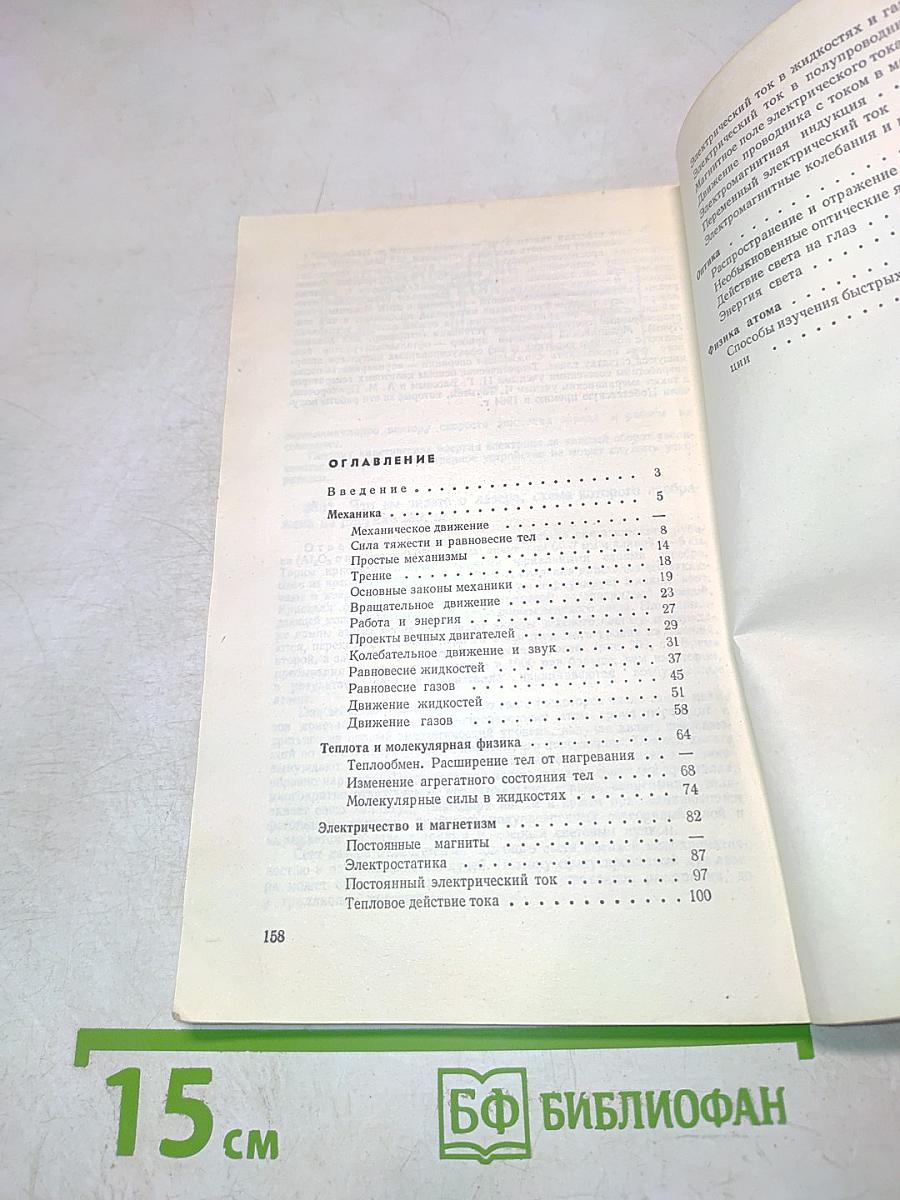 ОГЛАВЛЕНИЕ
Введение . . . . . . . . . . . . . . . . . . . 3
Механика . . . . . . . . . . . . . . . . . . . . 5
Механическое движение . . . . . . . . . . . —
Сила тяжести и равновесие тел . . . . . . . . 8
Простые механизмы . . . . . . . . . . . . . 14
Трение . . . . . . . . . . . . . . . . . . 18
Основные законы механики . . . . . . . . . . 19
Вращательное движение . . . . . . . . . . . 23
Работа и энергия . . . . . . . . . . . . . 27
Проекты вечных двигателей . . . . . . . . . . 29
Колебательное движение и звук . . . . . . . . 31
Равновесие жидкостей . . . . . . . . . . . . 37
Равновесие газов . . . . . . . . . . . . . 45
Движение жидкостей . . . . . . . . . . . . 51
Движение газов . . . . . . . . . . . . . 58
Теплота и молекулярная физика . . . . . . . . . 64
Теплообмен. Расширение тел от нагревания . . —
Изменение агрегатного состояния тел . . . . . 68
Молекулярные силы в жидкостях . . . . . . . 74
Электричество и магнетизм . . . . . . . . . . . 82
Постоянные магниты . . . . . . . . . . . . —
Электростатика . . . . . . . . . . . . . 87
Постоянный электрический ток . . . . . . . . 97
Тепловое действие тока . . . . . . . . . . . . 100
158
Электрический ток в жидкостях и
Электрический ток в
Магнитное поле электрического тока
Движение проводника с током в
Электромагнитная индукция . .
Переменный электрический ток
Электромагнитные колебания и
Оптика . . . . . . . . .
Распространение и отражение
Необыкновенные оптические
Действие света на глаз . . .
Энергия света . . . . . .
Физика атома . . . . . . .
Способы изучения быстрых
ции . . . . . . . . .
15 см
БФ БИБЛИОФАН